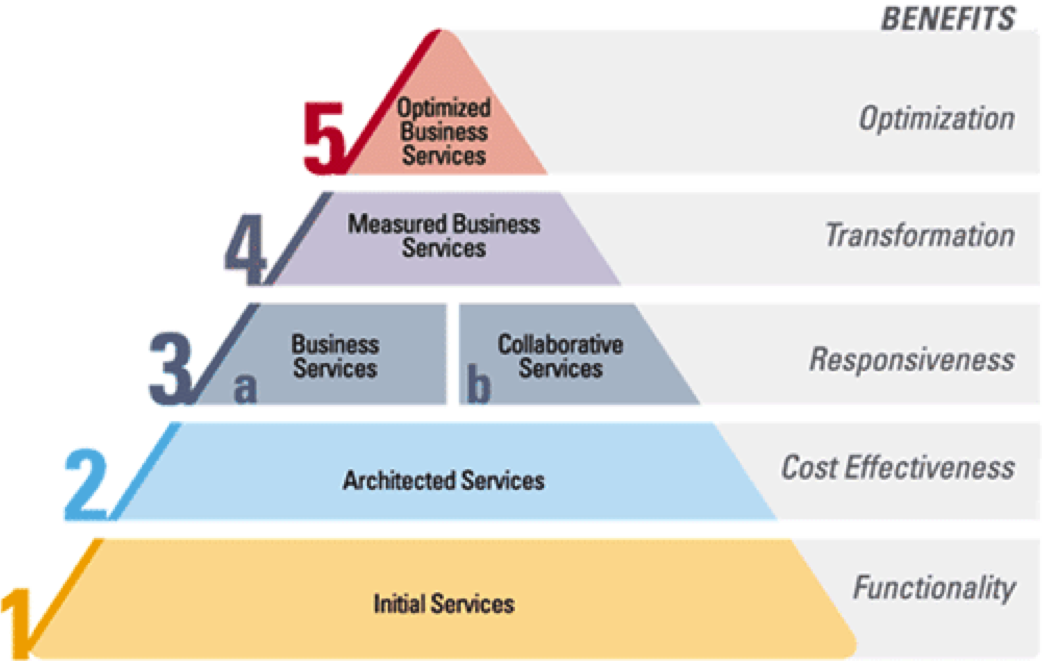 BENEFITS
5
Optimized
Business
Services
Optimization
4
Measured Business
Services
Transformation
3
a
Business
Services
b
Collaborative
Services
Responsiveness
2
Architected Services
Cost Effectiveness
1
Initial Services
Functionality